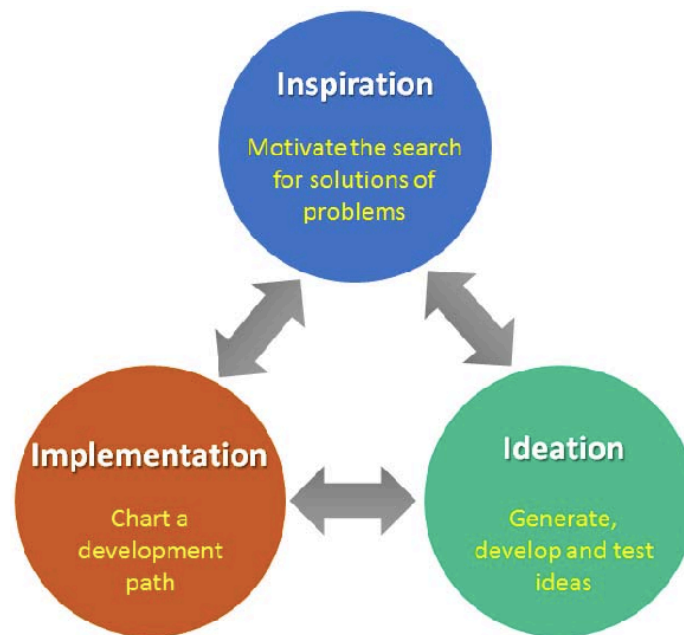 Inspiration
Motivate the search
for solutions of
problems
Implementation
Chart a
development
path
Ideation
Generate,
develop and test
ideas